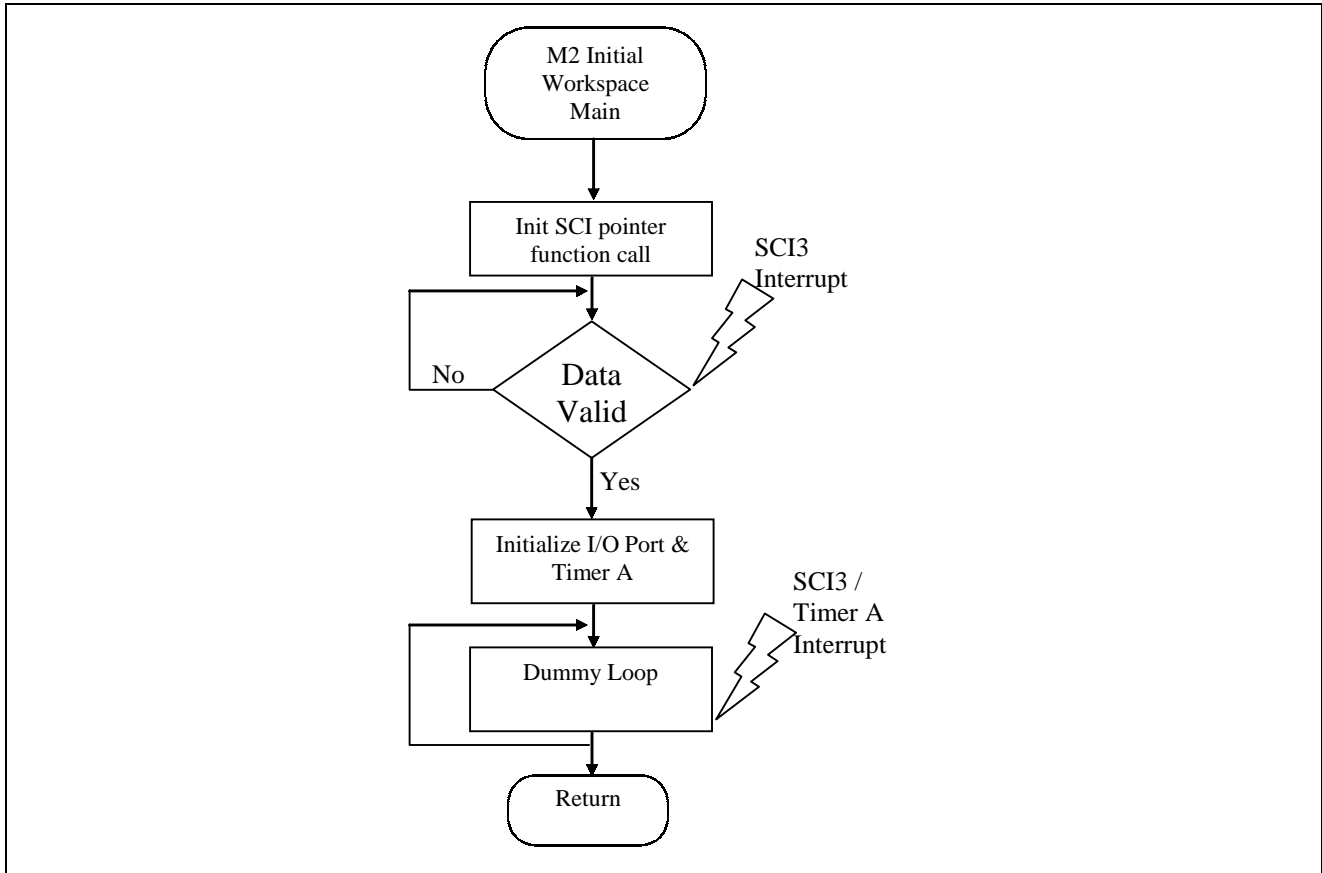 M2 Initial
Workspace
Main
Init SCI pointer
function call
SCI3
Interrupt
No
Data
Valid
Yes
Initialize I/O Port &
Timer A
SCI3 /
Timer A
Interrupt
Dummy Loop
Return